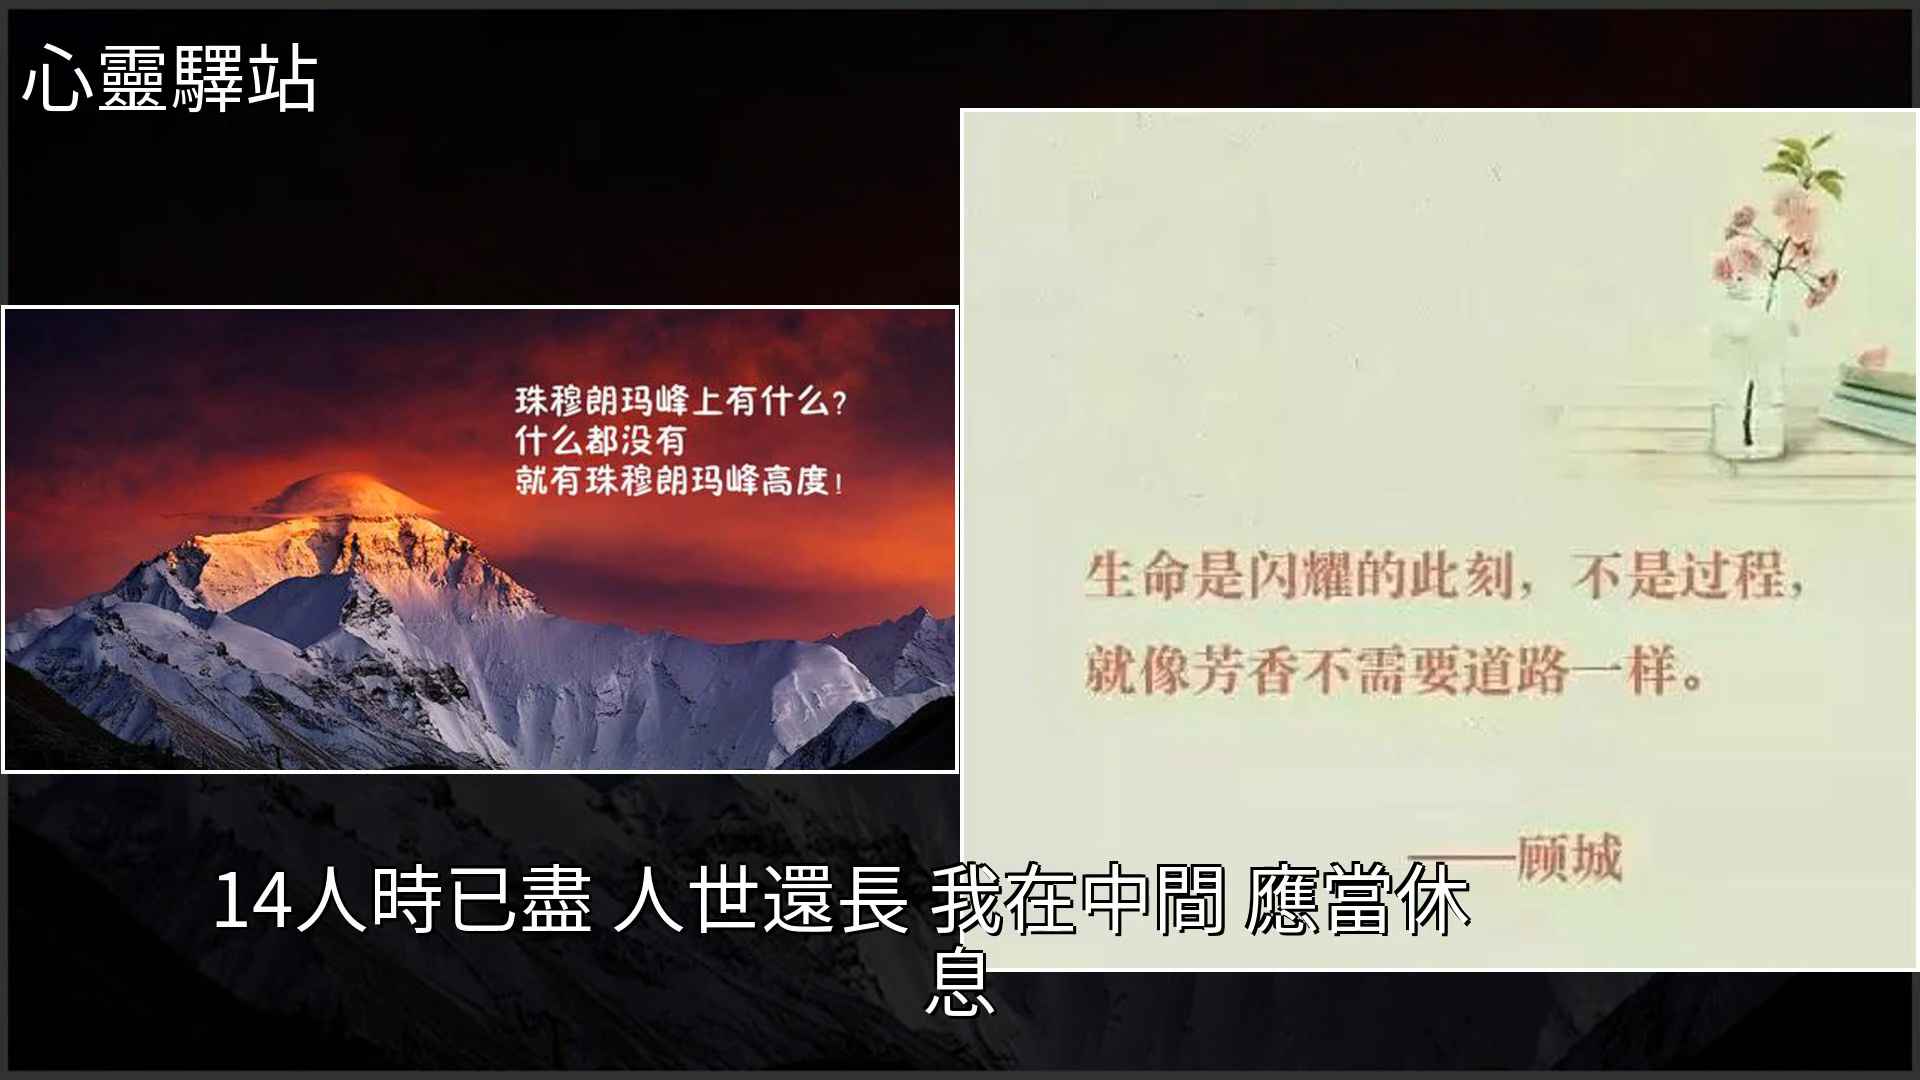 心靈驛站
珠穆朗玛峰上有什么?
什么都没有
就有珠穆朗玛峰高度!
生命是闪耀的此刻，不是过程，
就像芳香不需要道路一样。
——顾城
14人時已盡 人世還長 我在中間 應當休
息